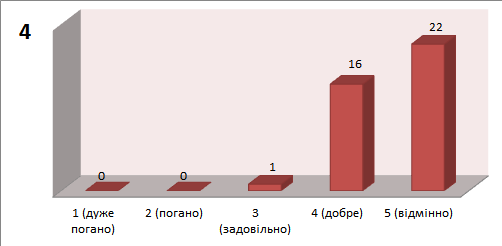 4
22
16
1
0
0
1 (дуже погано)
2 (погано)
3 (задовільно)
4 (добре)
5 (відмінно)